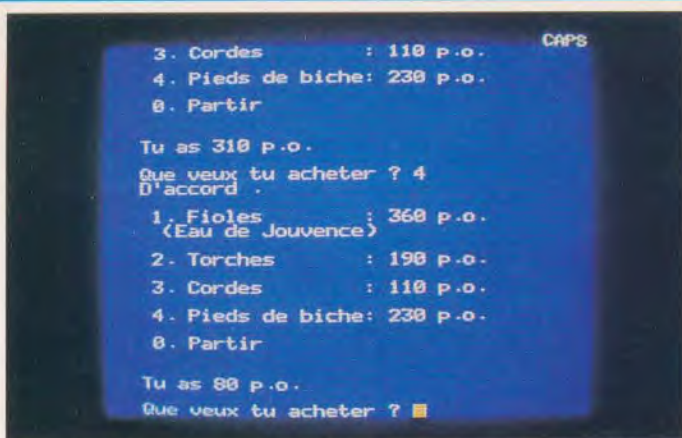 CAPS
3. Cordes : 110 p.o.
4. Pieds de biche: 230 p.o.
0. Partir
Tu as 310 p.o.
Que veux tu acheter ? 4
D'accord .
1. Fioles : 360 p.o.
(Eau de Jouvence)
2. Torches : 190 p.o.
3. Cordes : 110 p.o.
4. Pieds de biche: 230 p.o.
0. Partir
Tu as 80 p.o.
Que veux tu acheter ?